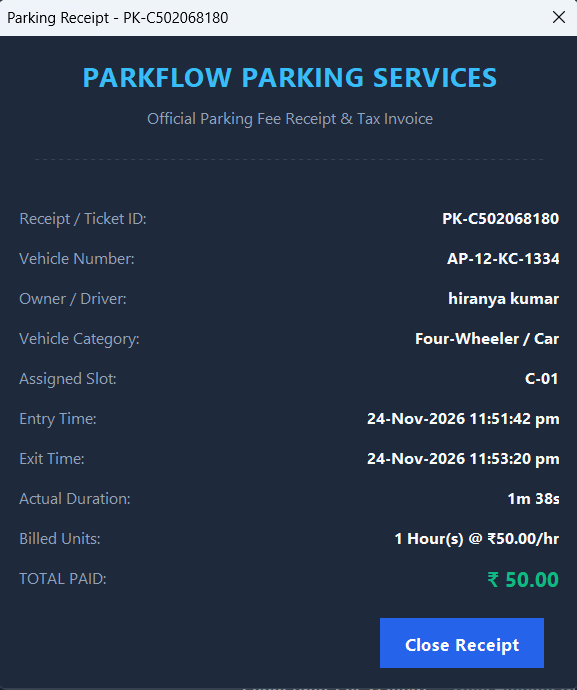 Parking Receipt - PK-C502068180
PARKFLOW PARKING SERVICES
Official Parking Fee Receipt & Tax Invoice
Receipt / Ticket ID: PK-C502068180
Vehicle Number: AP-12-KC-1334
Owner / Driver: hiranya kumar
Vehicle Category: Four-Wheeler / Car
Assigned Slot: C-01
Entry Time: 24-Nov-2026 11:51:42 pm
Exit Time: 24-Nov-2026 11:53:20 pm
Actual Duration: 1m 38s
Billed Units: 1 Hour(s) @ ₹50.00/hr
TOTAL PAID: ₹ 50.00
Close Receipt